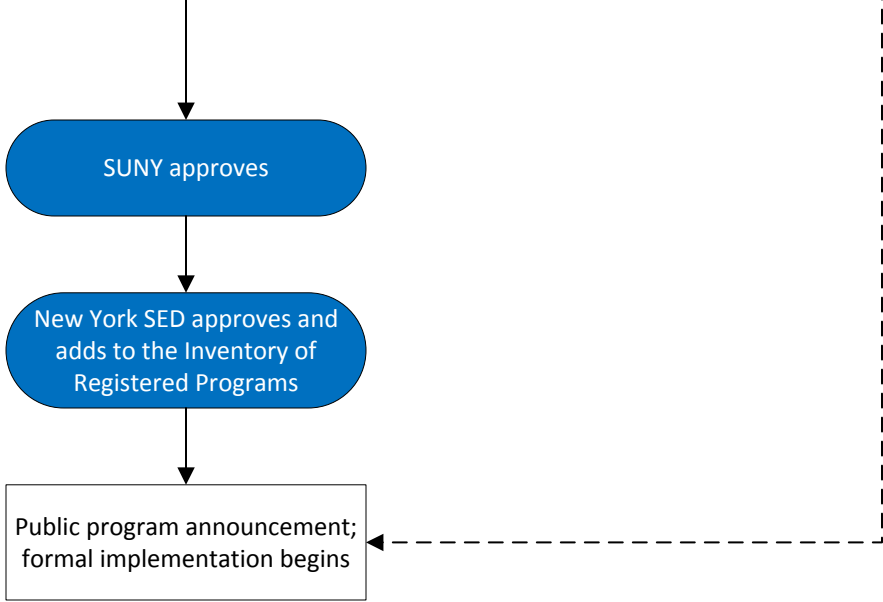 SUNY approves
New York SED approves and
adds to the Inventory of
Registered Programs
Public program announcement;
formal implementation begins